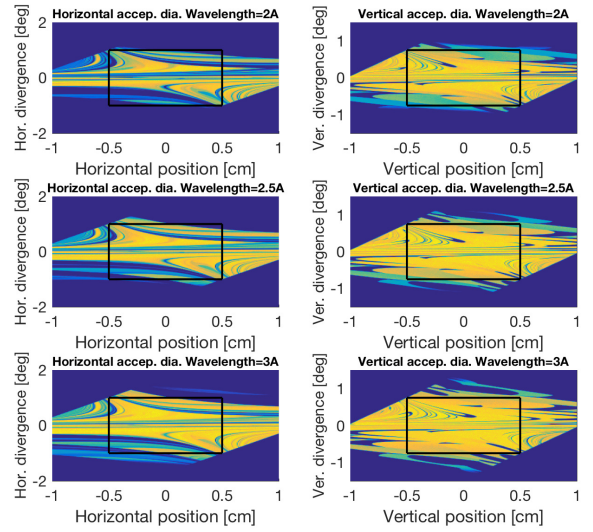 Horizontal accep. dia. Wavelength=2A
Hor. divergence [deg]
2
0
-2
-1 -0.5 0 0.5 1
Horizontal position [cm]
Vertical accep. dia. Wavelength=2A
Ver. divergence [deg]
1
0
-1
-1 -0.5 0 0.5 1
Vertical position [cm]
Horizontal accep. dia. Wavelength=2.5A
Hor. divergence [deg]
2
0
-2
-1 -0.5 0 0.5 1
Horizontal position [cm]
Vertical accep. dia. Wavelength=2.5A
Ver. divergence [deg]
1
0
-1
-1 -0.5 0 0.5 1
Vertical position [cm]
Horizontal accep. dia. Wavelength=3A
Hor. divergence [deg]
2
0
-2
-1 -0.5 0 0.5 1
Horizontal position [cm]
Vertical accep. dia. Wavelength=3A
Ver. divergence [deg]
1
0
-1
-1 -0.5 0 0.5 1
Vertical position [cm]